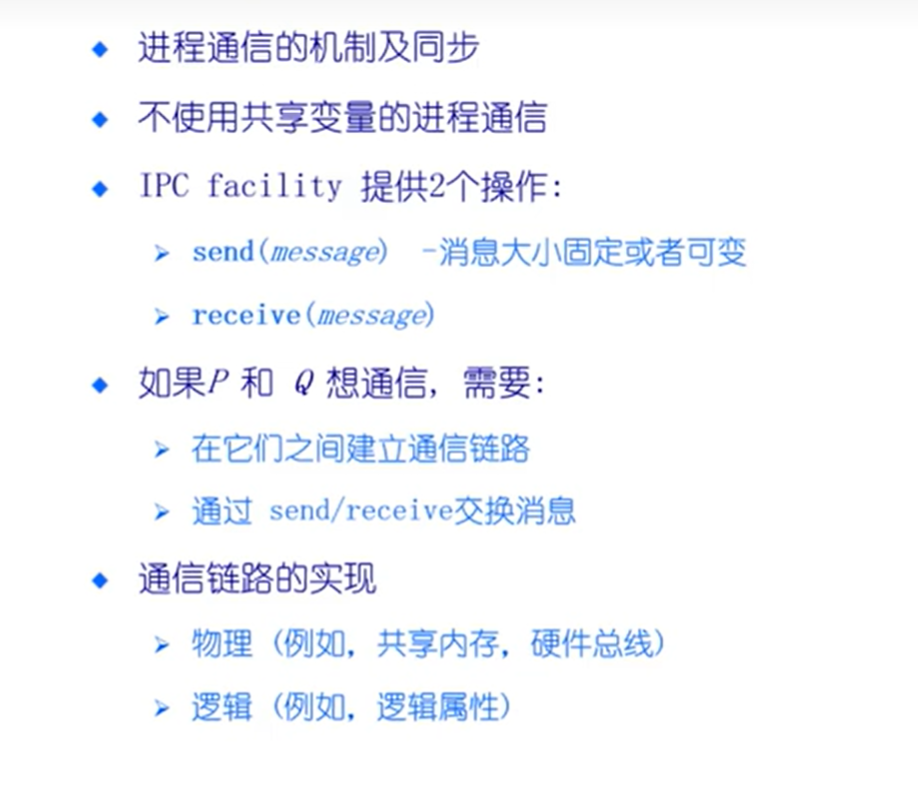 进程通信的机制及同步
不使用共享变量的进程通信
IPC facility 提供2个操作:
send(message) -消息大小固定或者可变
receive(message)
如果P 和 Q 想通信, 需要:
在它们之间建立通信链路
通过 send/receive交换消息
通信链路的实现
物理 (例如, 共享内存, 硬件总线)
逻辑 (例如, 逻辑属性)